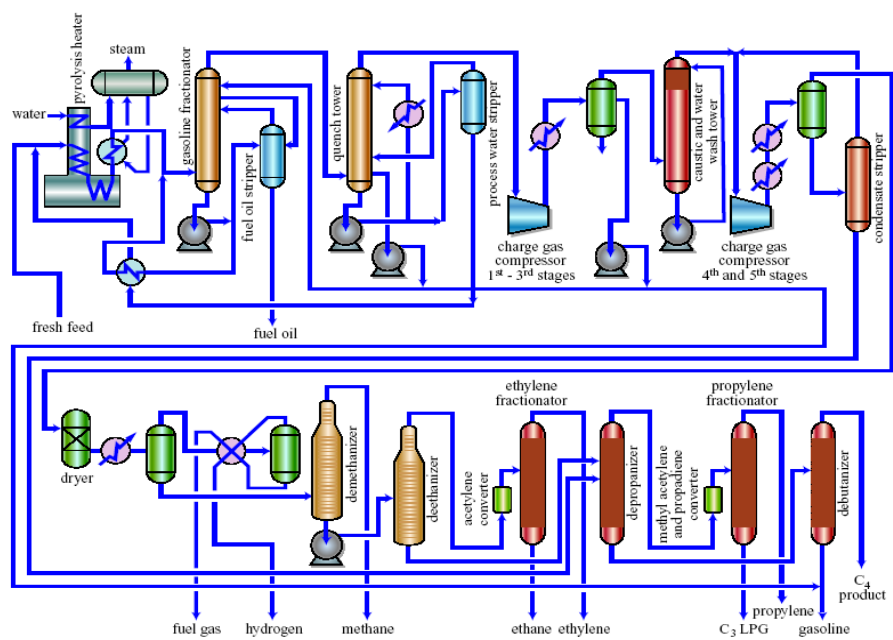 pyrolysis heater
steam
water
gasoline fractionator
fuel oil stripper
quench tower
process water stripper
charge gas
compressor
1st - 3rd stages
caustic and water
wash tower
charge gas
compressor
4th and 5th stages
condensate stripper
fresh feed
fuel oil
dryer
demethanizer
deethanizer
acetylene
converter
ethylene
fractionator
depropanizer
methyl acetylene
and propadiene
converter
propylene
fractionator
debutanizer
fuel gas
hydrogen
methane
ethane
ethylene
C3 LPG
propylene
gasoline
C4
product